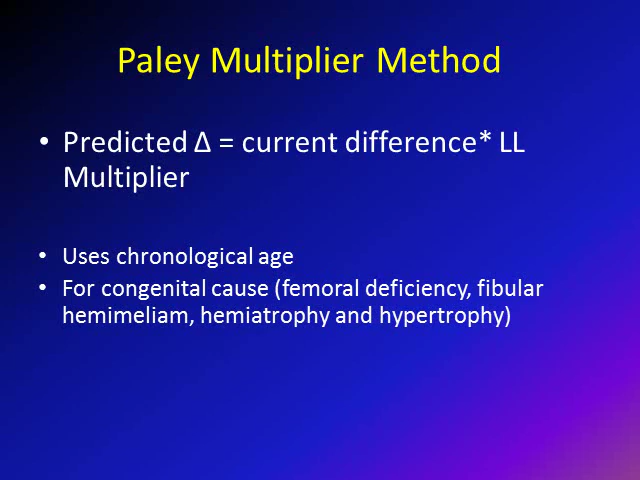 Paley Multiplier Method
• Predicted Δ = current difference* LL
Multiplier
• Uses chronological age
• For congenital cause (femoral deficiency, fibular
hemimeliam, hemiatrophy and hypertrophy)